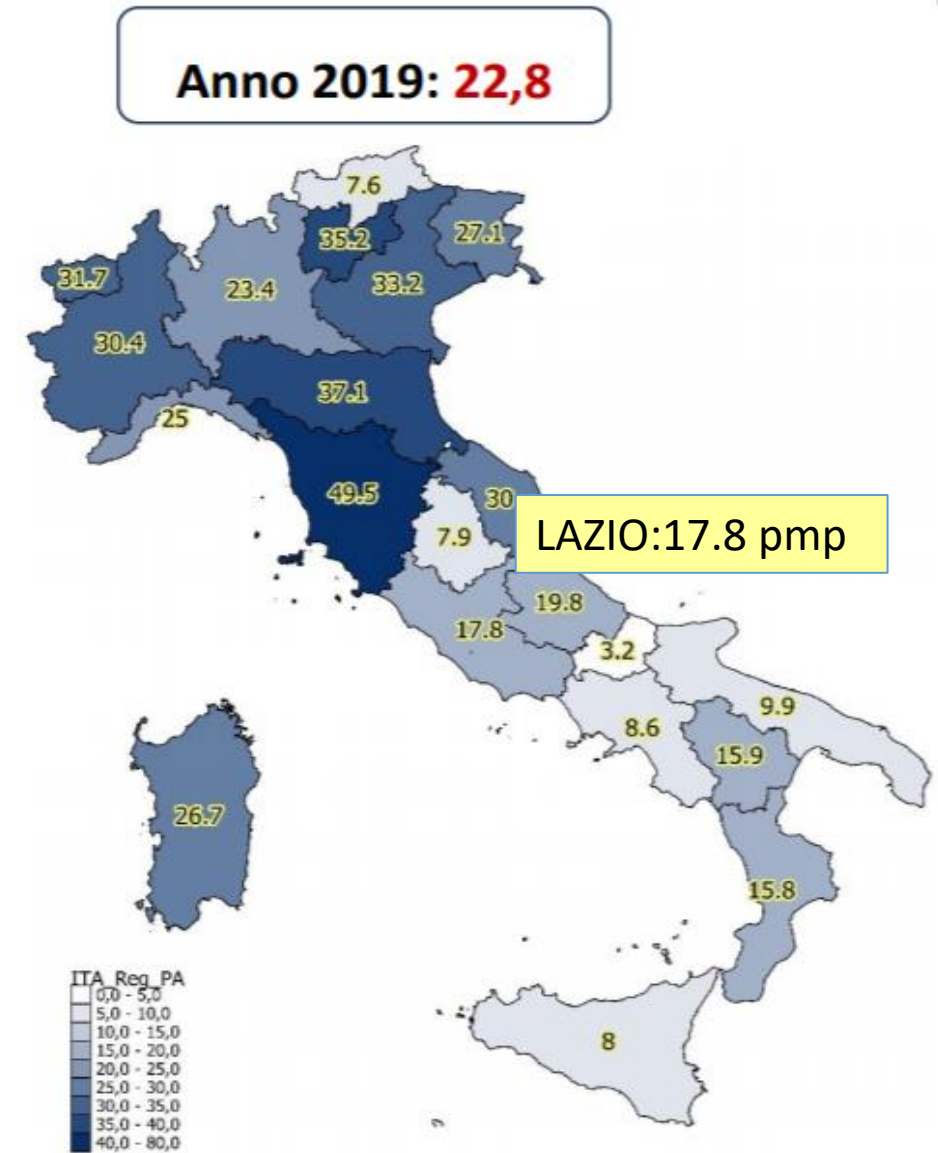 Anno 2019: 22,8
7.6
35.2
27.1
31.7
23.4
33.2
30.4
37.1
25
49.5
30
7.9
LAZIO:17.8 pmp
19.8
17.8
3.2
9.9
8.6
15.9
26.7
15.8
8
ITA_Reg_PA
0,0 - 5,0
5,0 - 10,0
10,0 - 15,0
15,0 - 20,0
20,0 - 25,0
25,0 - 30,0
30,0 - 35,0
35,0 - 40,0
40,0 - 80,0